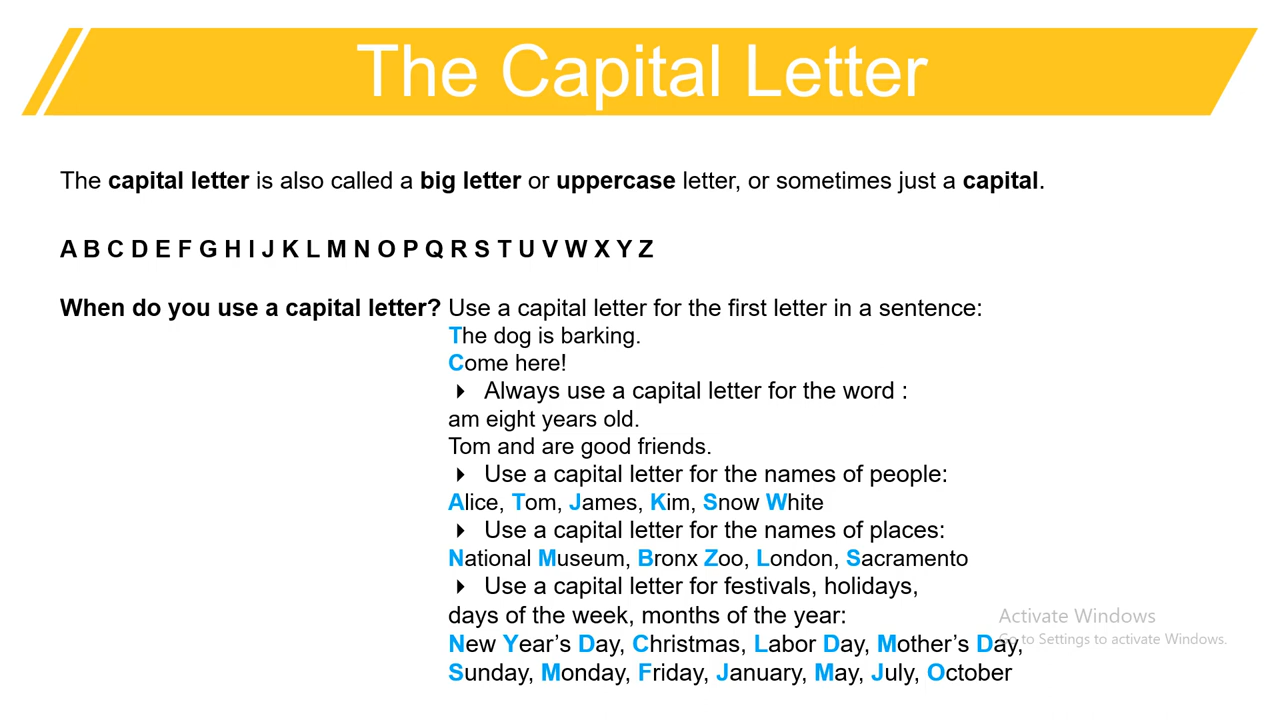 The Capital Letter
The capital letter is also called a big letter or uppercase letter, or sometimes just a capital.
A B C D E F G H I J K L M N O P Q R S T U V W X Y Z
When do you use a capital letter? Use a capital letter for the first letter in a sentence:
The dog is barking.
Come here!
Always use a capital letter for the word :
am eight years old.
Tom and are good friends.
Use a capital letter for the names of people:
Alice, Tom, James, Kim, Snow White
Use a capital letter for the names of places:
National Museum, Bronx Zoo, London, Sacramento
Use a capital letter for festivals, holidays,
days of the week, months of the year:
New Year’s Day, Christmas, Labor Day, Mother’s Day,
Sunday, Monday, Friday, January, May, July, October
Activate Windows
Go to Settings to activate Windows.